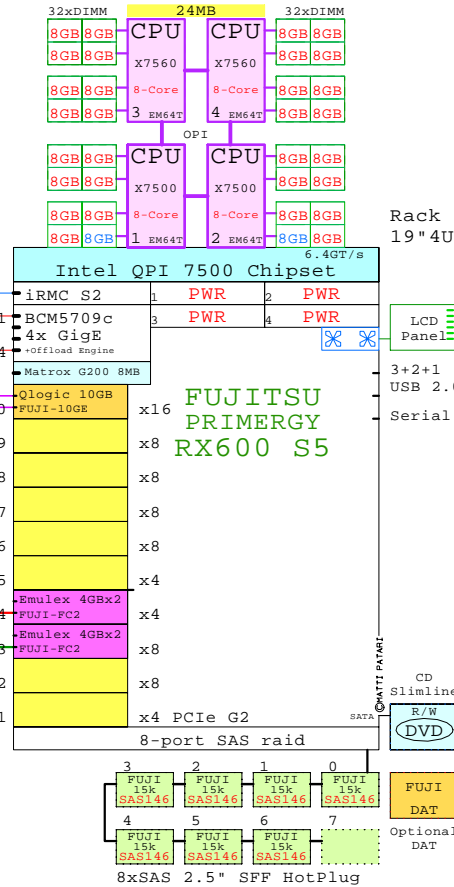 32xDIMM 24MB 32xDIMM
8GB 8GB CPU CPU 8GB 8GB
8GB 8GB X7560 X7560 8GB 8GB
8GB 8GB 8-Core 8-Core 8GB 8GB
8GB 8GB 3 EM64T 4 EM64T 8GB 8GB
QPI
8GB 8GB CPU CPU 8GB 8GB
8GB 8GB X7500 X7500 8GB 8GB
8GB 8GB 8-Core 8-Core 8GB 8GB
8GB 8GB 1 EM64T 2 EM64T 8GB 8GB
Rack
19"4U
6.4GT/s
Intel QPI 7500 Chipset
iRMC S2 1 PWR 2 PWR
BCM5709c 3 PWR 4 PWR
4x GigE
+Offload Engine
LCD
Panel
Matrox G200 8MB
3+2+1
USB 2.0
Serial
Qlogic 10GB
FUJI-10GE x16
FUJITSU
PRIMERGY
RX600 S5
9 x8
8 x8
7 x8
6 x8
5 x4
Emulex 4GBx2
FUJI-FC2 x4
Emulex 4GBx2
3 FUJI-FC2 x8
2 x8
1 x4 PCIe G2 SATA
©MATTI PATARI
CD
Slimline
R/W
DVD
8-port SAS raid
3 2 1 0
FUJI FUJI FUJI FUJI
15k 15k 15k 15k
SAS146 SAS146 SAS146 SAS146
4 5 6 7
FUJI FUJI FUJI
15k 15k 15k
SAS146 SAS146 SAS146
FUJI
DAT
Optional
DAT
8xSAS 2.5" SFF HotPlug